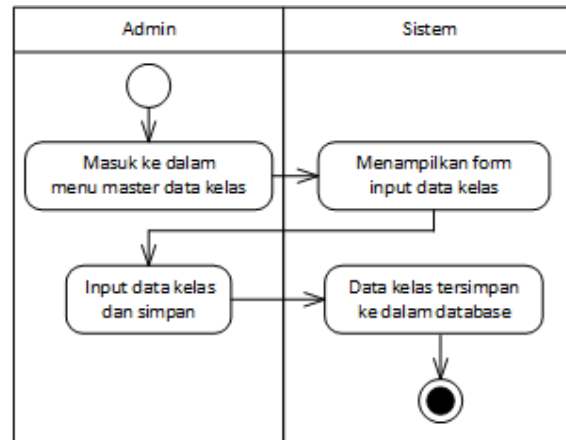 Admin
Sistem
Masuk ke dalam
menu master data kelas
Menampilkan form
input data kelas
Input data kelas
dan simpan
Data kelas tersimpan
ke dalam database